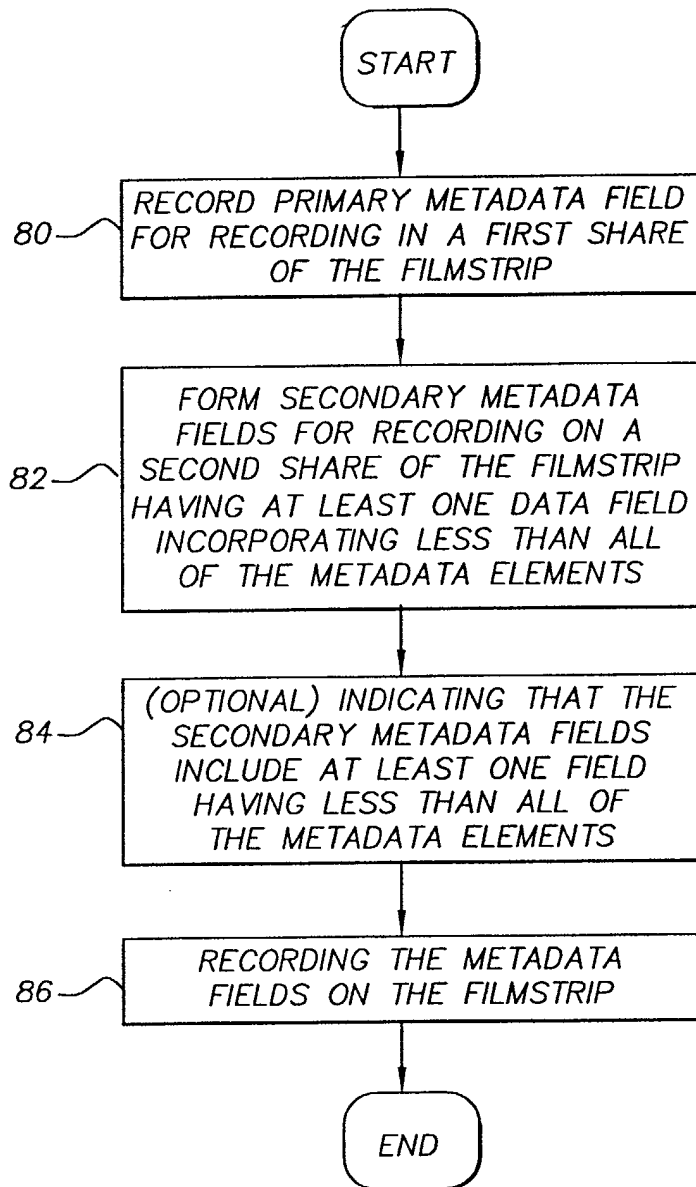 START
80
RECORD PRIMARY METADATA FIELD
FOR RECORDING IN A FIRST SHARE
OF THE FILMSTRIP
82
FORM SECONDARY METADATA
FIELDS FOR RECORDING ON A
SECOND SHARE OF THE FILMSTRIP
HAVING AT LEAST ONE DATA FIELD
INCORPORATING LESS THAN ALL
OF THE METADATA ELEMENTS
84
(OPTIONAL) INDICATING THAT THE
SECONDARY METADATA FIELDS
INCLUDE AT LEAST ONE FIELD
HAVING LESS THAN ALL OF
THE METADATA ELEMENTS
86
RECORDING THE METADATA
FIELDS ON THE FILMSTRIP
END